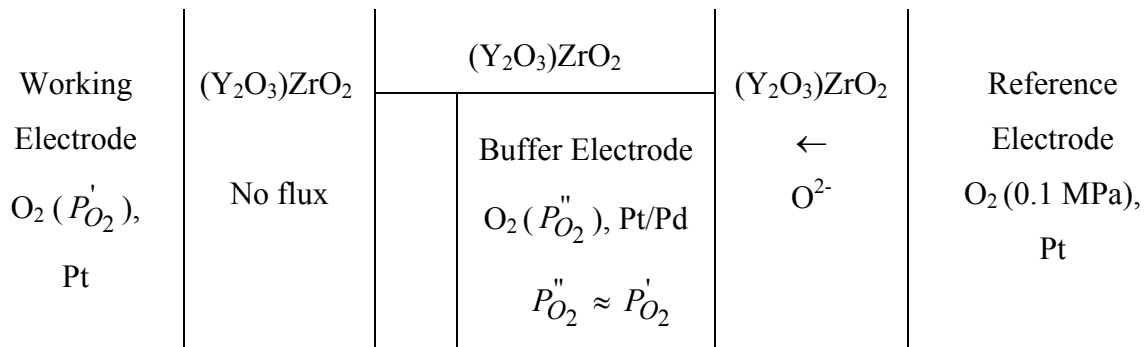 Working
Electrode
O₂ (P'O₂),
Pt
(Y₂O₃)ZrO₂
No flux
(Y₂O₃)ZrO₂
Buffer Electrode
O₂(P''O₂), Pt/Pd
P''O₂ ≈ P'O₂
(Y₂O₃)ZrO₂
←
O²⁻
Reference
Electrode
O₂ (0.1 MPa),
Pt